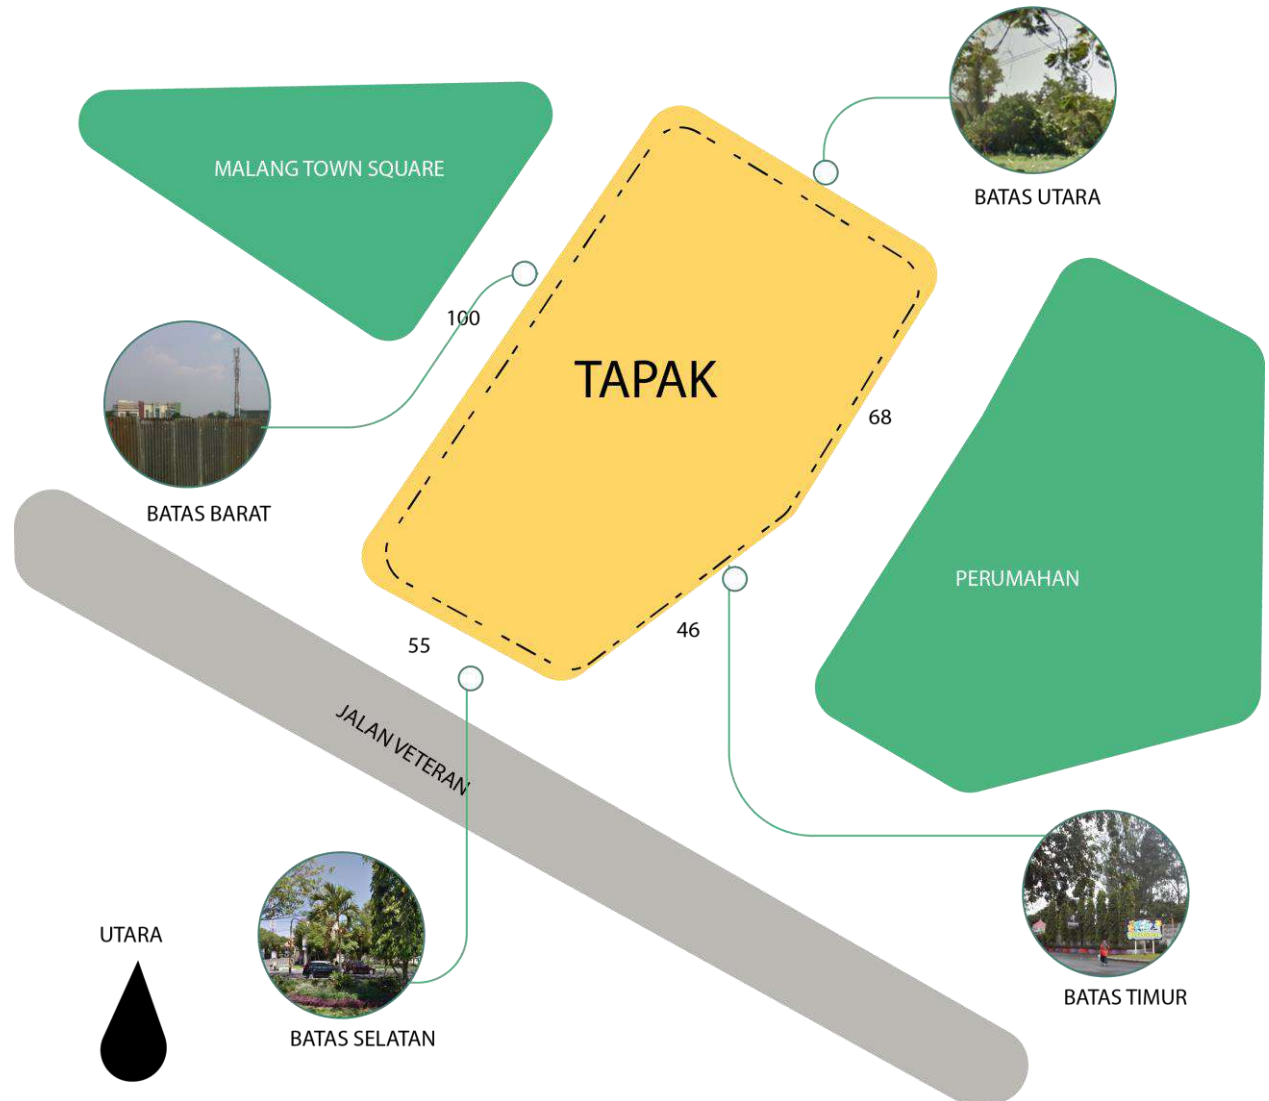 BATAS UTARA
MALANG TOWN SQUARE
100
TAPAK
68
BATAS BARAT
PERUMAHAN
46
55
JALAN VETERAN
UTARA
BATAS TIMUR
BATAS SELATAN